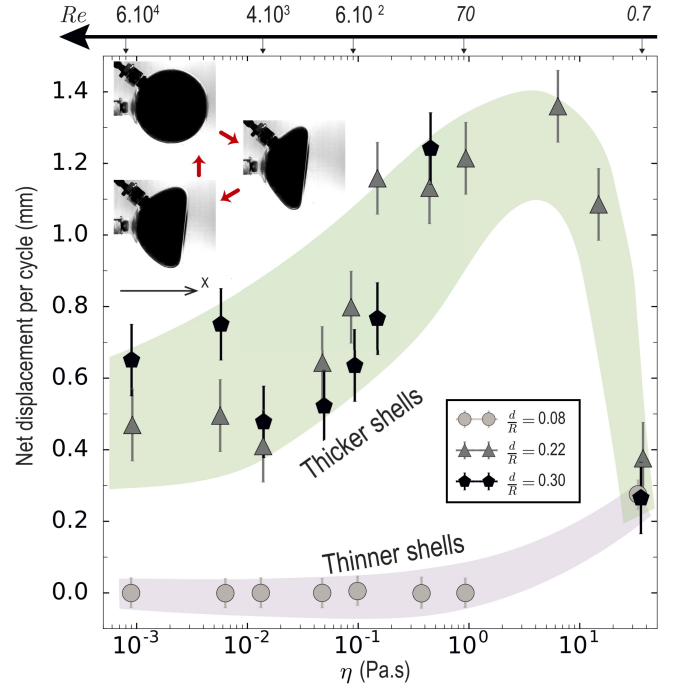 Re 6.10⁴ 4.10³ 6.10 ² 70 0.7
1.4
1.2
1.0
0.8
0.6
0.4
0.2
0.0
Net displacement per cycle (mm)
x
Thicker shells
d/R = 0.08
d/R = 0.22
d/R = 0.30
Thinner shells
10⁻³ 10⁻² 10⁻¹ 10⁰ 10¹
η (Pa.s)